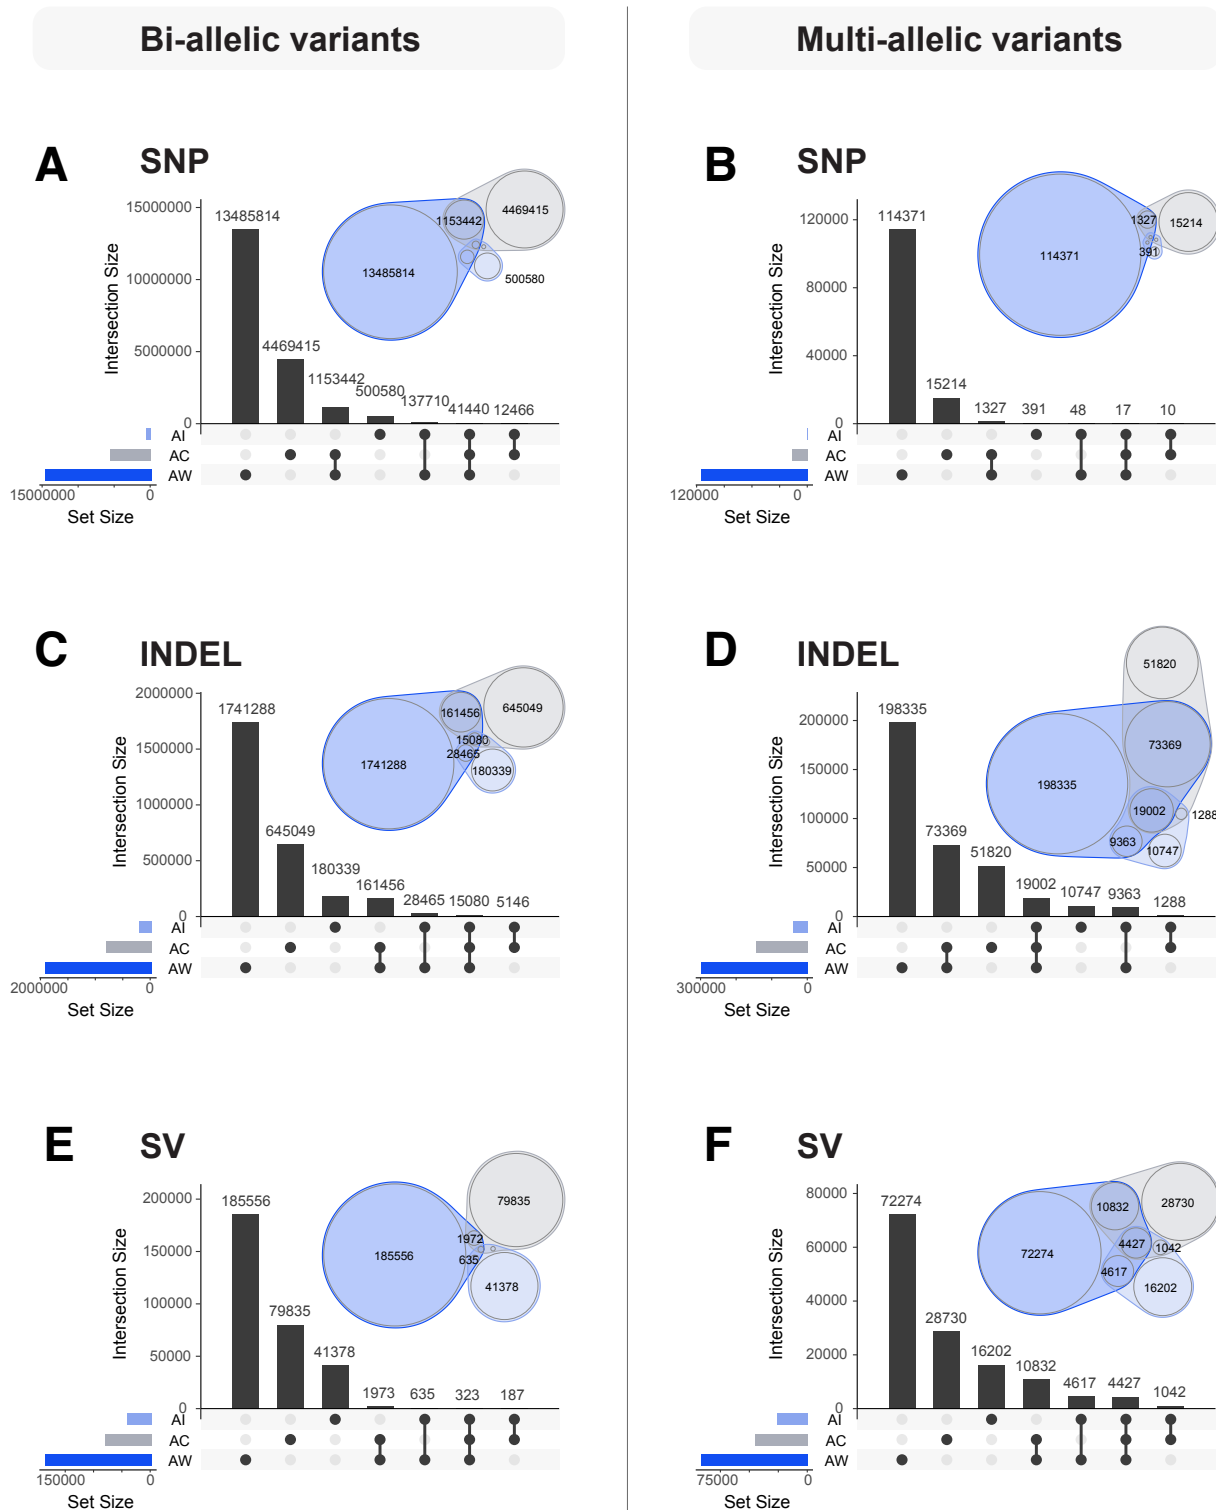 Bi-allelic variants
Multi-allelic variants
A SNP
15000000
10000000
5000000
0
Intersection Size
13485814
4469415
1153442
500580
137710
41440
12466
13485814
1153442
4469415
500580
AI
AC
AW
15000000 0
Set Size
B SNP
120000
80000
40000
0
Intersection Size
114371
15214
1327
391
48
17
10
114371
1327
15214
391
AI
AC
AW
120000 0
Set Size
C INDEL
2000000
1500000
1000000
500000
0
Intersection Size
1741288
645049
180339
161456
28465
15080
5146
1741288
161456
645049
15080
28465
180339
AI
AC
AW
2000000 0
Set Size
D INDEL
200000
150000
100000
50000
0
Intersection Size
198335
73369
51820
19002
10747
9363
1288
51820
73369
198335
19002
1288
9363
10747
AI
AC
AW
300000 0
Set Size
E SV
200000
150000
100000
50000
0
Intersection Size
185556
79835
41378
1973
635
323
187
79835
1972
185556
635
41378
AI
AC
AW
150000 0
Set Size
F SV
80000
60000
40000
20000
0
Intersection Size
72274
28730
16202
10832
4617
4427
1042
10832
28730
72274
4427
1042
4617
16202
AI
AC
AW
75000 0
Set Size